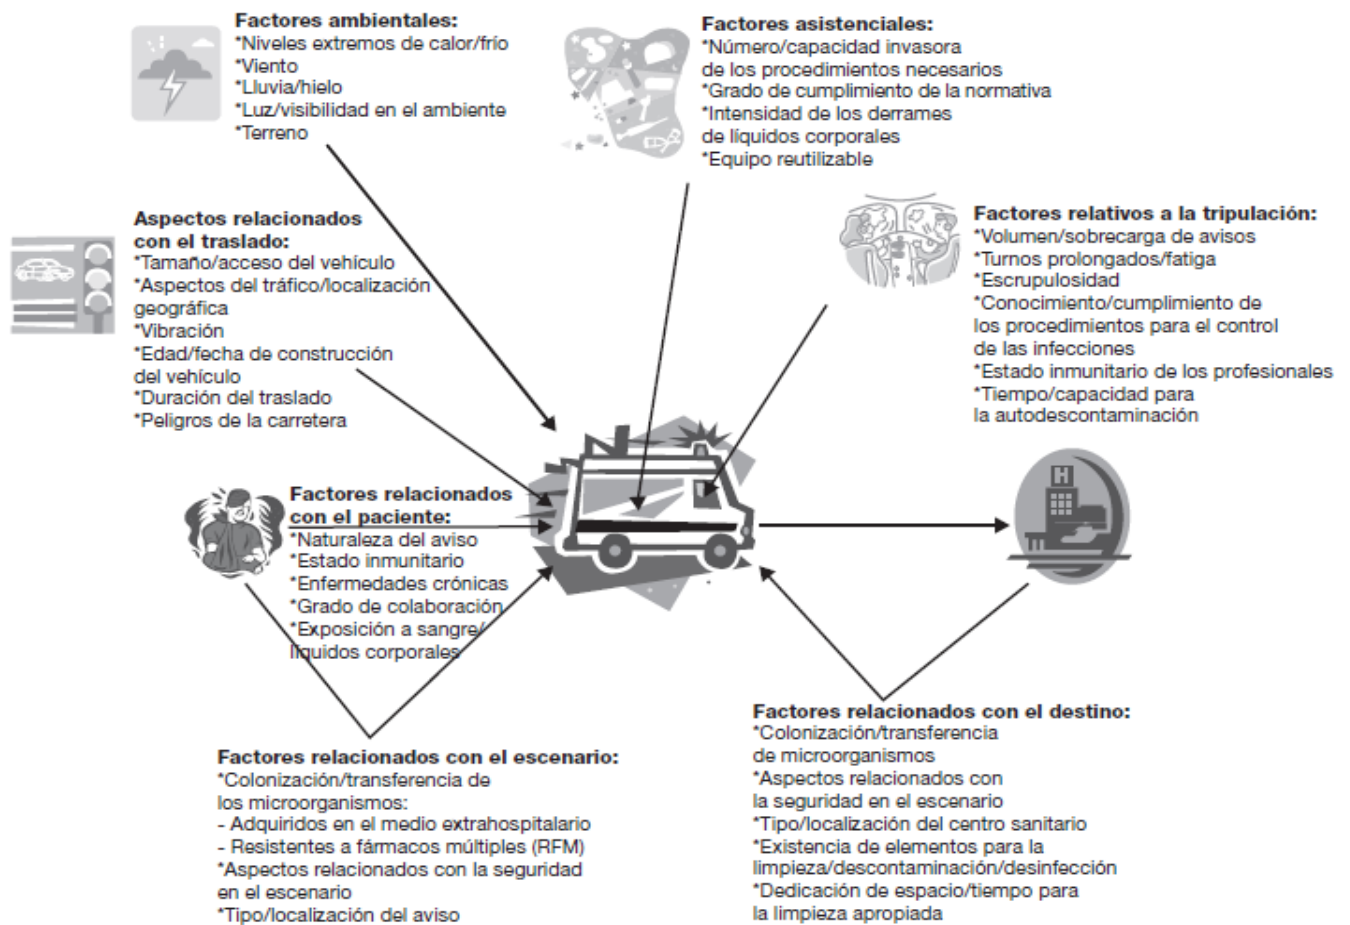 Factores ambientales:
*Niveles extremos de calor/frío
*Viento
*Lluvia/hielo
*Luz/visibilidad en el ambiente
*Terreno
Factores asistenciales:
*Número/capacidad invasora
de los procedimientos necesarios
*Grado de cumplimiento de la normativa
*Intensidad de los derrames
de líquidos corporales
*Equipo reutilizable
Aspectos relacionados
con el traslado:
*Tamaño/acceso del vehículo
*Aspectos del tráfico/localización
geográfica
*Vibración
*Edad/fecha de construcción
del vehículo
*Duración del traslado
*Peligros de la carretera
Factores relativos a la tripulación:
*Volumen/sobrecarga de avisos
*Turnos prolongados/fatiga
*Escrupulosidad
*Conocimiento/cumplimiento de
los procedimientos para el control
de las infecciones
*Estado inmunitario de los profesionales
*Tiempo/capacidad para
la autodescontaminación
Factores relacionados
con el paciente:
*Naturaleza del aviso
*Estado inmunitario
*Enfermedades crónicas
*Grado de colaboración
*Exposición a sangre/
líquidos corporales
H
Factores relacionados con el escenario:
*Colonización/transferencia de
los microorganismos:
- Adquiridos en el medio extrahospitalario
- Resistentes a fármacos múltiples (RFM)
*Aspectos relacionados con la seguridad
en el escenario
*Tipo/localización del aviso
Factores relacionados con el destino:
*Colonización/transferencia
de microorganismos
*Aspectos relacionados con
la seguridad en el escenario
*Tipo/localización del centro sanitario
*Existencia de elementos para la
limpieza/descontaminación/desinfección
*Dedicación de espacio/tiempo para
la limpieza apropiada